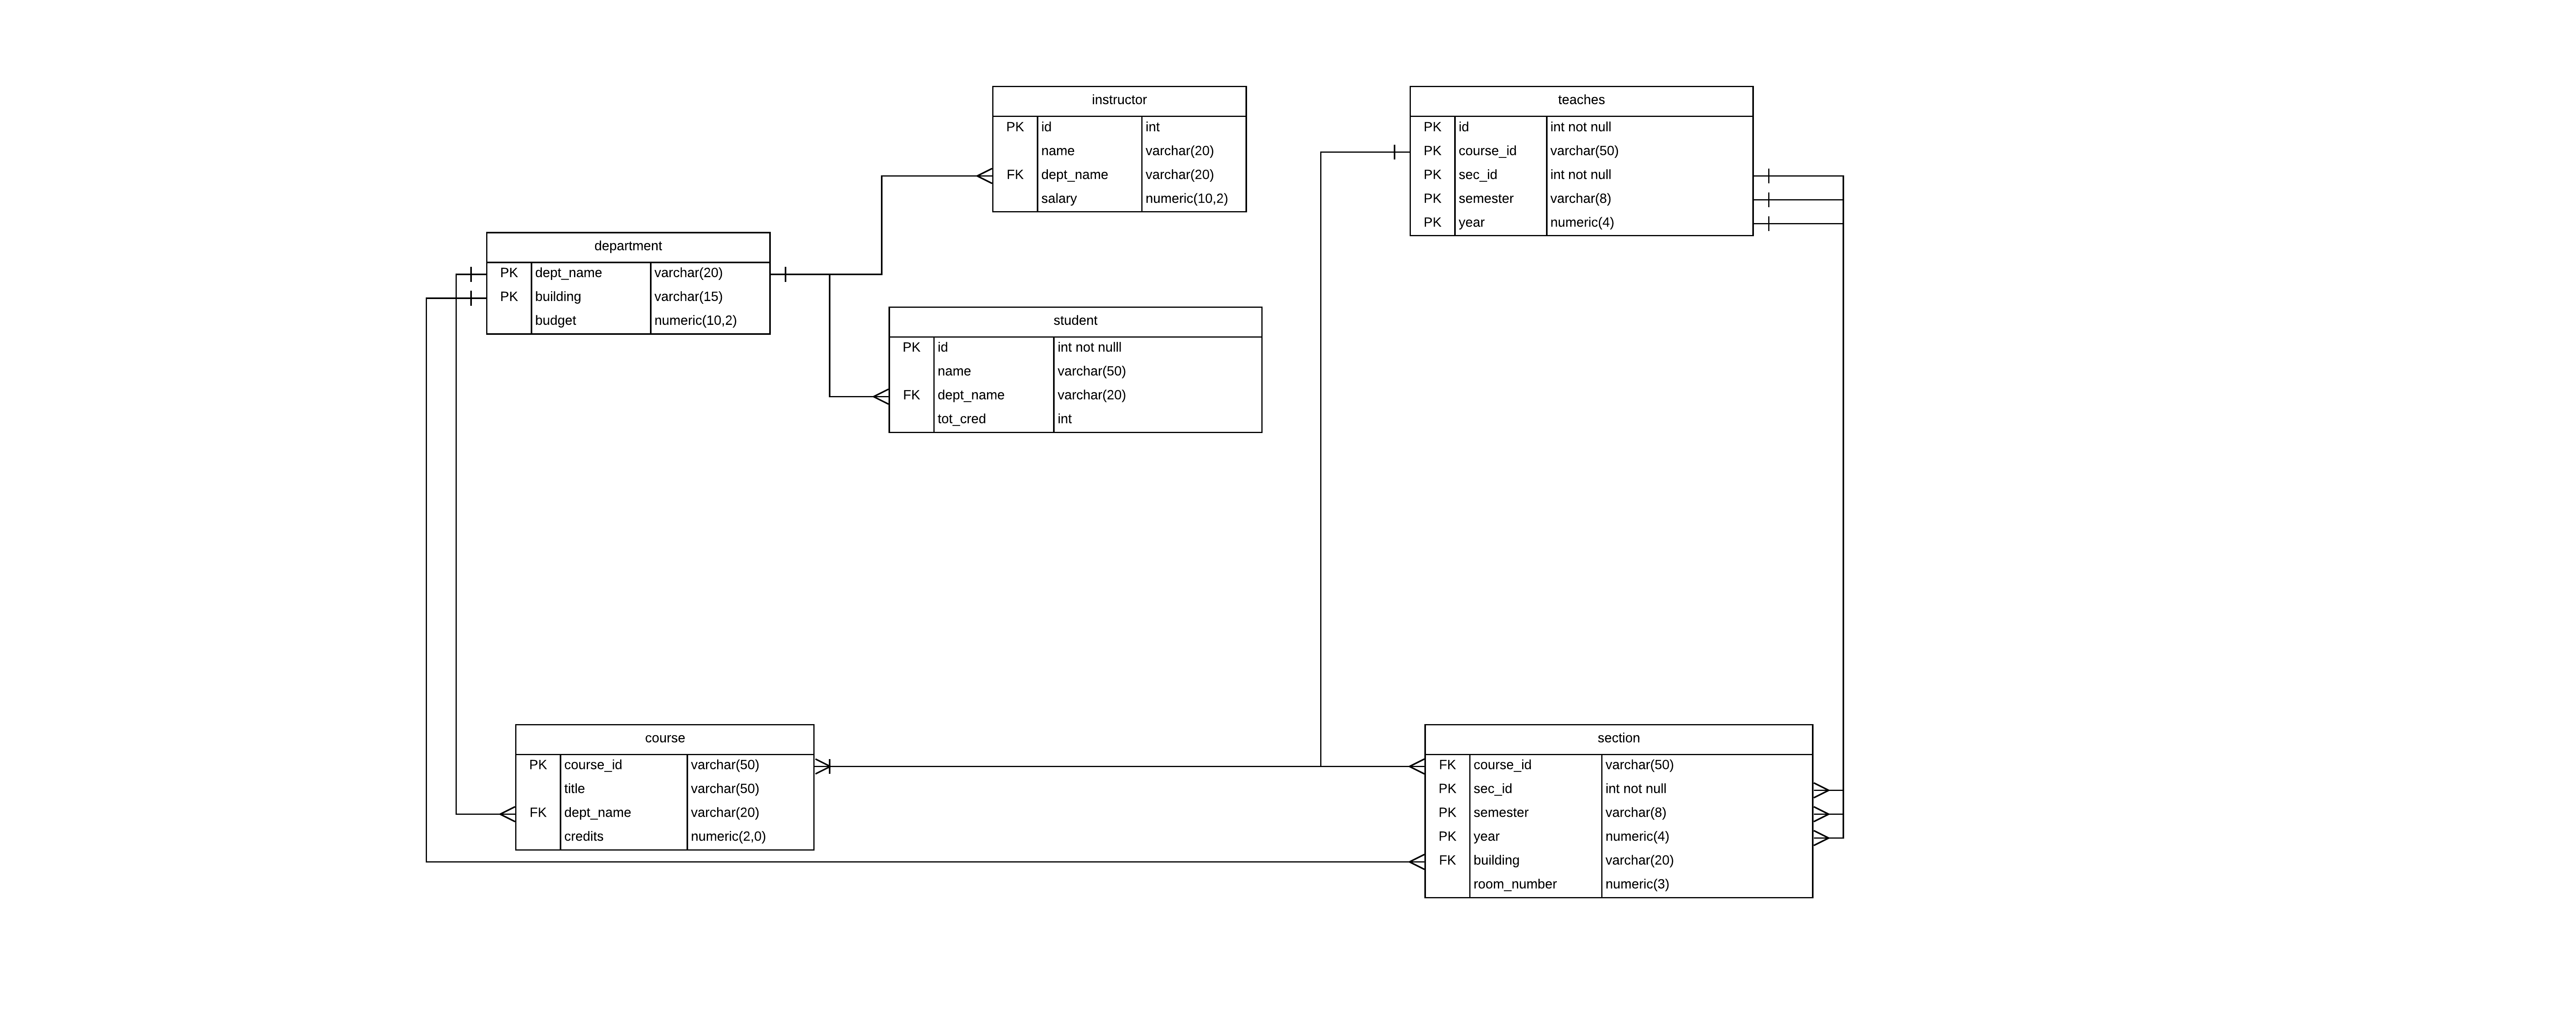 instructor
PK id int
name varchar(20)
FK dept_name varchar(20)
salary numeric(10,2)
teaches
PK id int not null
PK course_id varchar(50)
PK sec_id int not null
PK semester varchar(8)
PK year numeric(4)
department
PK dept_name varchar(20)
PK building varchar(15)
budget numeric(10,2)
student
PK id int not nulll
name varchar(50)
FK dept_name varchar(20)
tot_cred int
course
PK course_id varchar(50)
title varchar(50)
FK dept_name varchar(20)
credits numeric(2,0)
section
FK course_id varchar(50)
PK sec_id int not null
PK semester varchar(8)
PK year numeric(4)
FK building varchar(20)
room_number numeric(3)